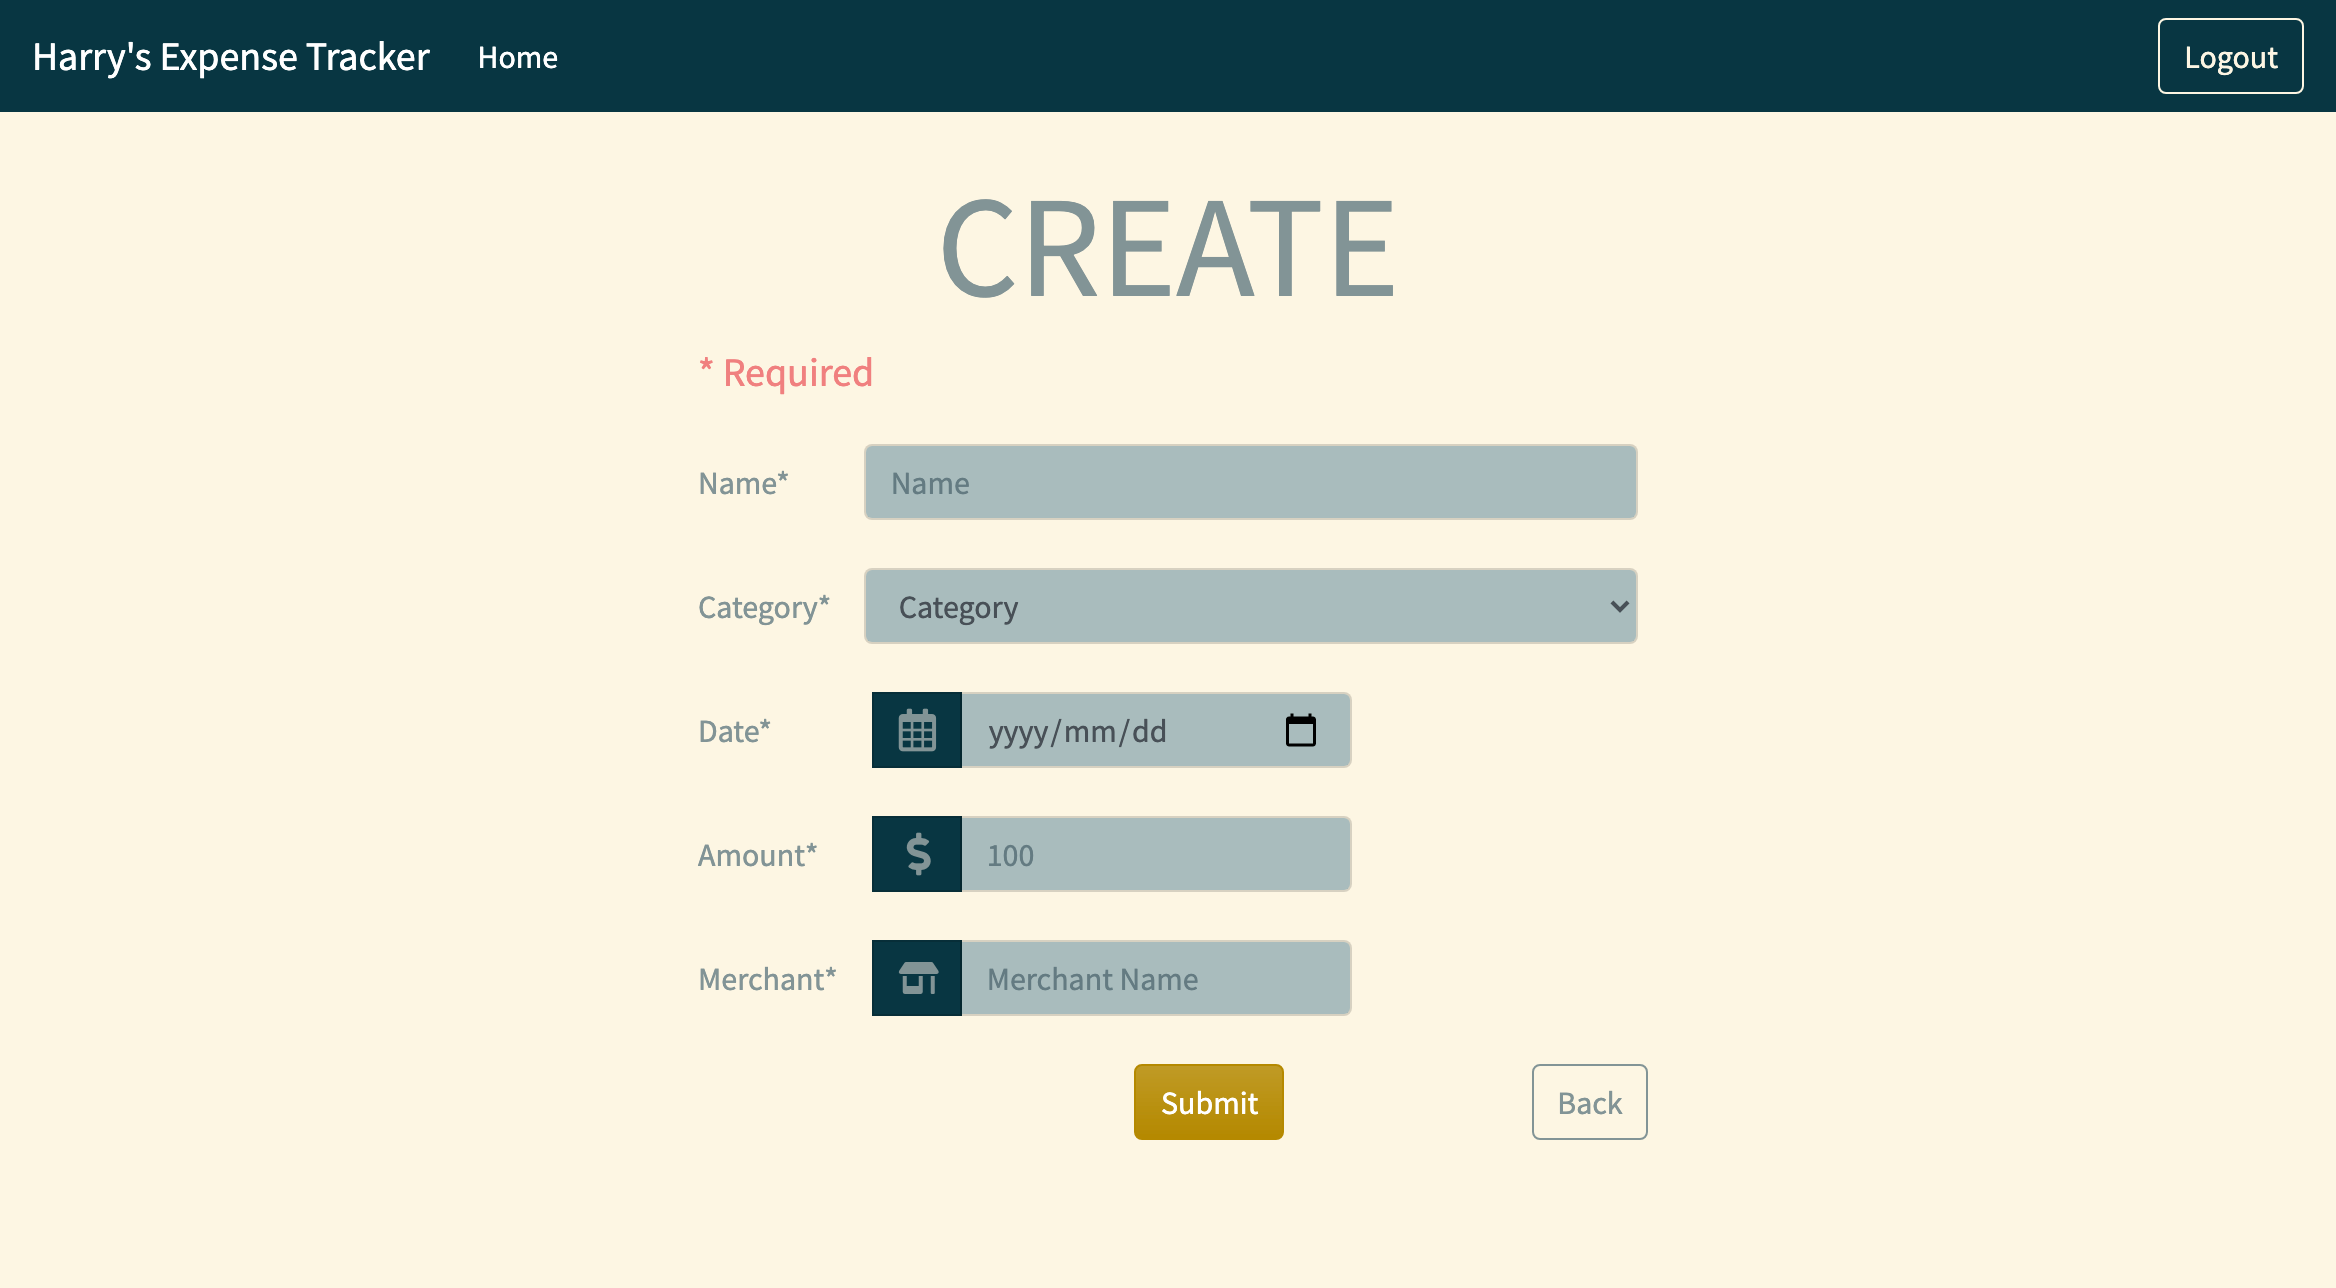 Harry's Expense Tracker Home Logout
CREATE
* Required
Name* Name
Category* Category
Date* yyyy/mm/dd
Amount* $ 100
Merchant* Merchant Name
Submit Back